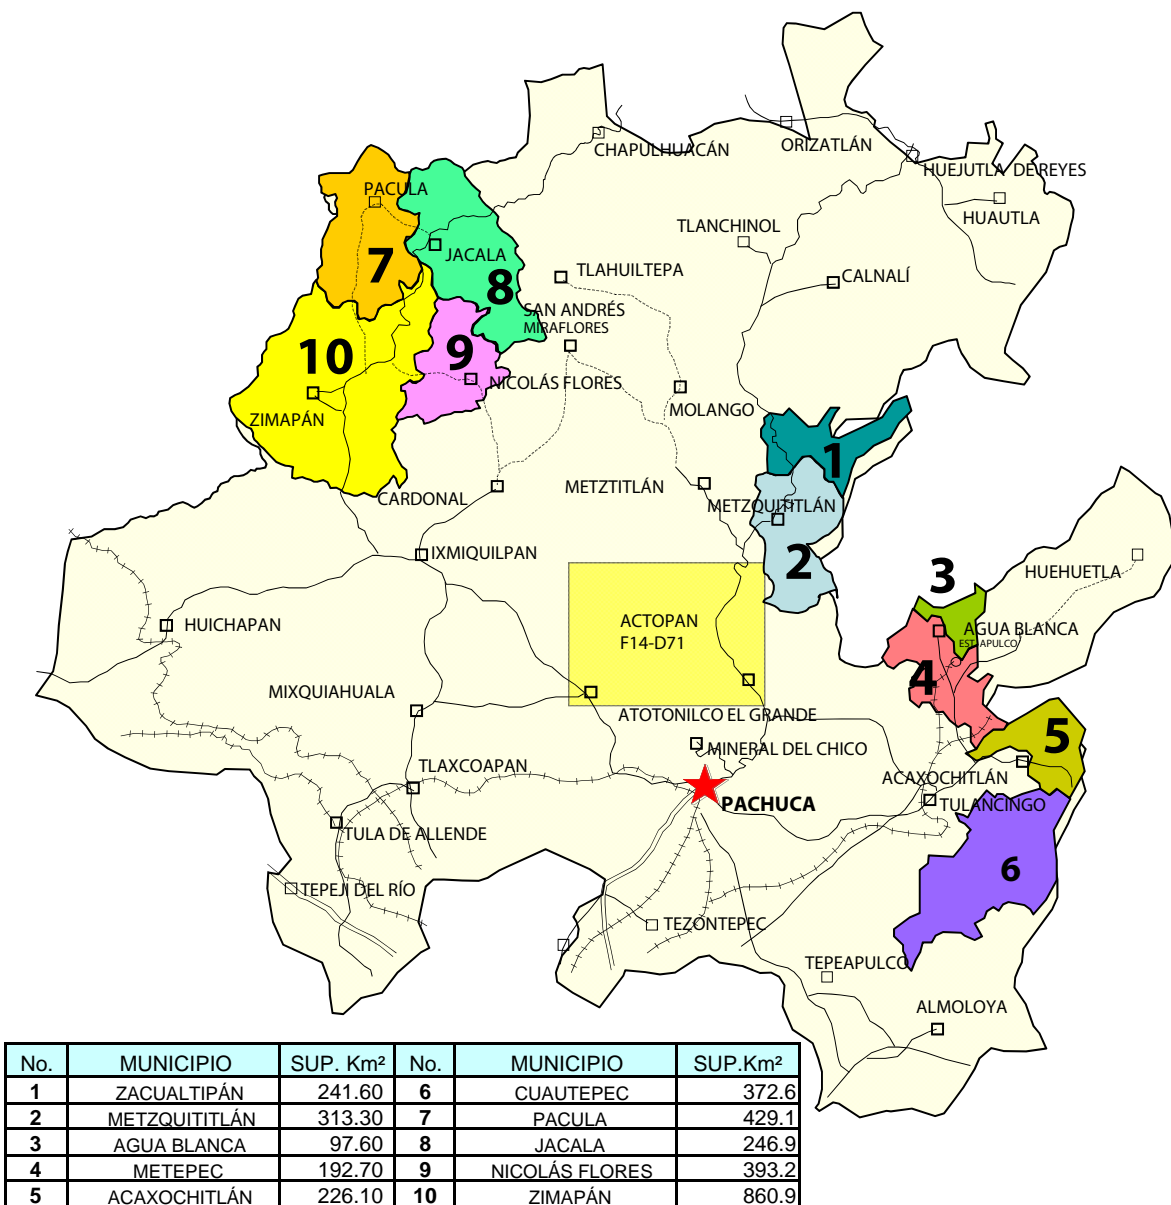 ORIZATLÁN
CHAPULHUACÁN
HUEJUTLA DE REYES
PACULA
HUAUTLA
TLANCHINOL
JACALA
7
8
TLAHUILTEPA
CALNALÍ
SAN ANDRÉS
MIRAFLORES
10
9
NICOLÁS FLORES
MOLANGO
ZIMAPÁN
1
METZTITLÁN
CARDONAL
METZQUITITLÁN
IXMIQUILPAN
2
3
HUEHUETLA
HUICHAPAN
ACTOPAN
F14-D71
AGUA BLANCA
EST. APULCO
4
MIXQUIAHUALA
ATOTONILCO EL GRANDE
5
MINERAL DEL CHICO
TLAXCOAPAN
ACAXOCHITLÁN
PACHUCA
TULANCINGO
TULA DE ALLENDE
6
TEPEJI DEL RÍO
TEZONTEPEC
TEPEAPULCO
ALMOLOYA
No. MUNICIPIO SUP. Km² No. MUNICIPIO SUP.Km²
1 ZACUALTIPÁN 241.60 6 CUAUTEPEC 372.6
2 METZQUITITLÁN 313.30 7 PACULA 429.1
3 AGUA BLANCA 97.60 8 JACALA 246.9
4 METEPEC 192.70 9 NICOLÁS FLORES 393.2
5 ACAXOCHITLÁN 226.10 10 ZIMAPÁN 860.9